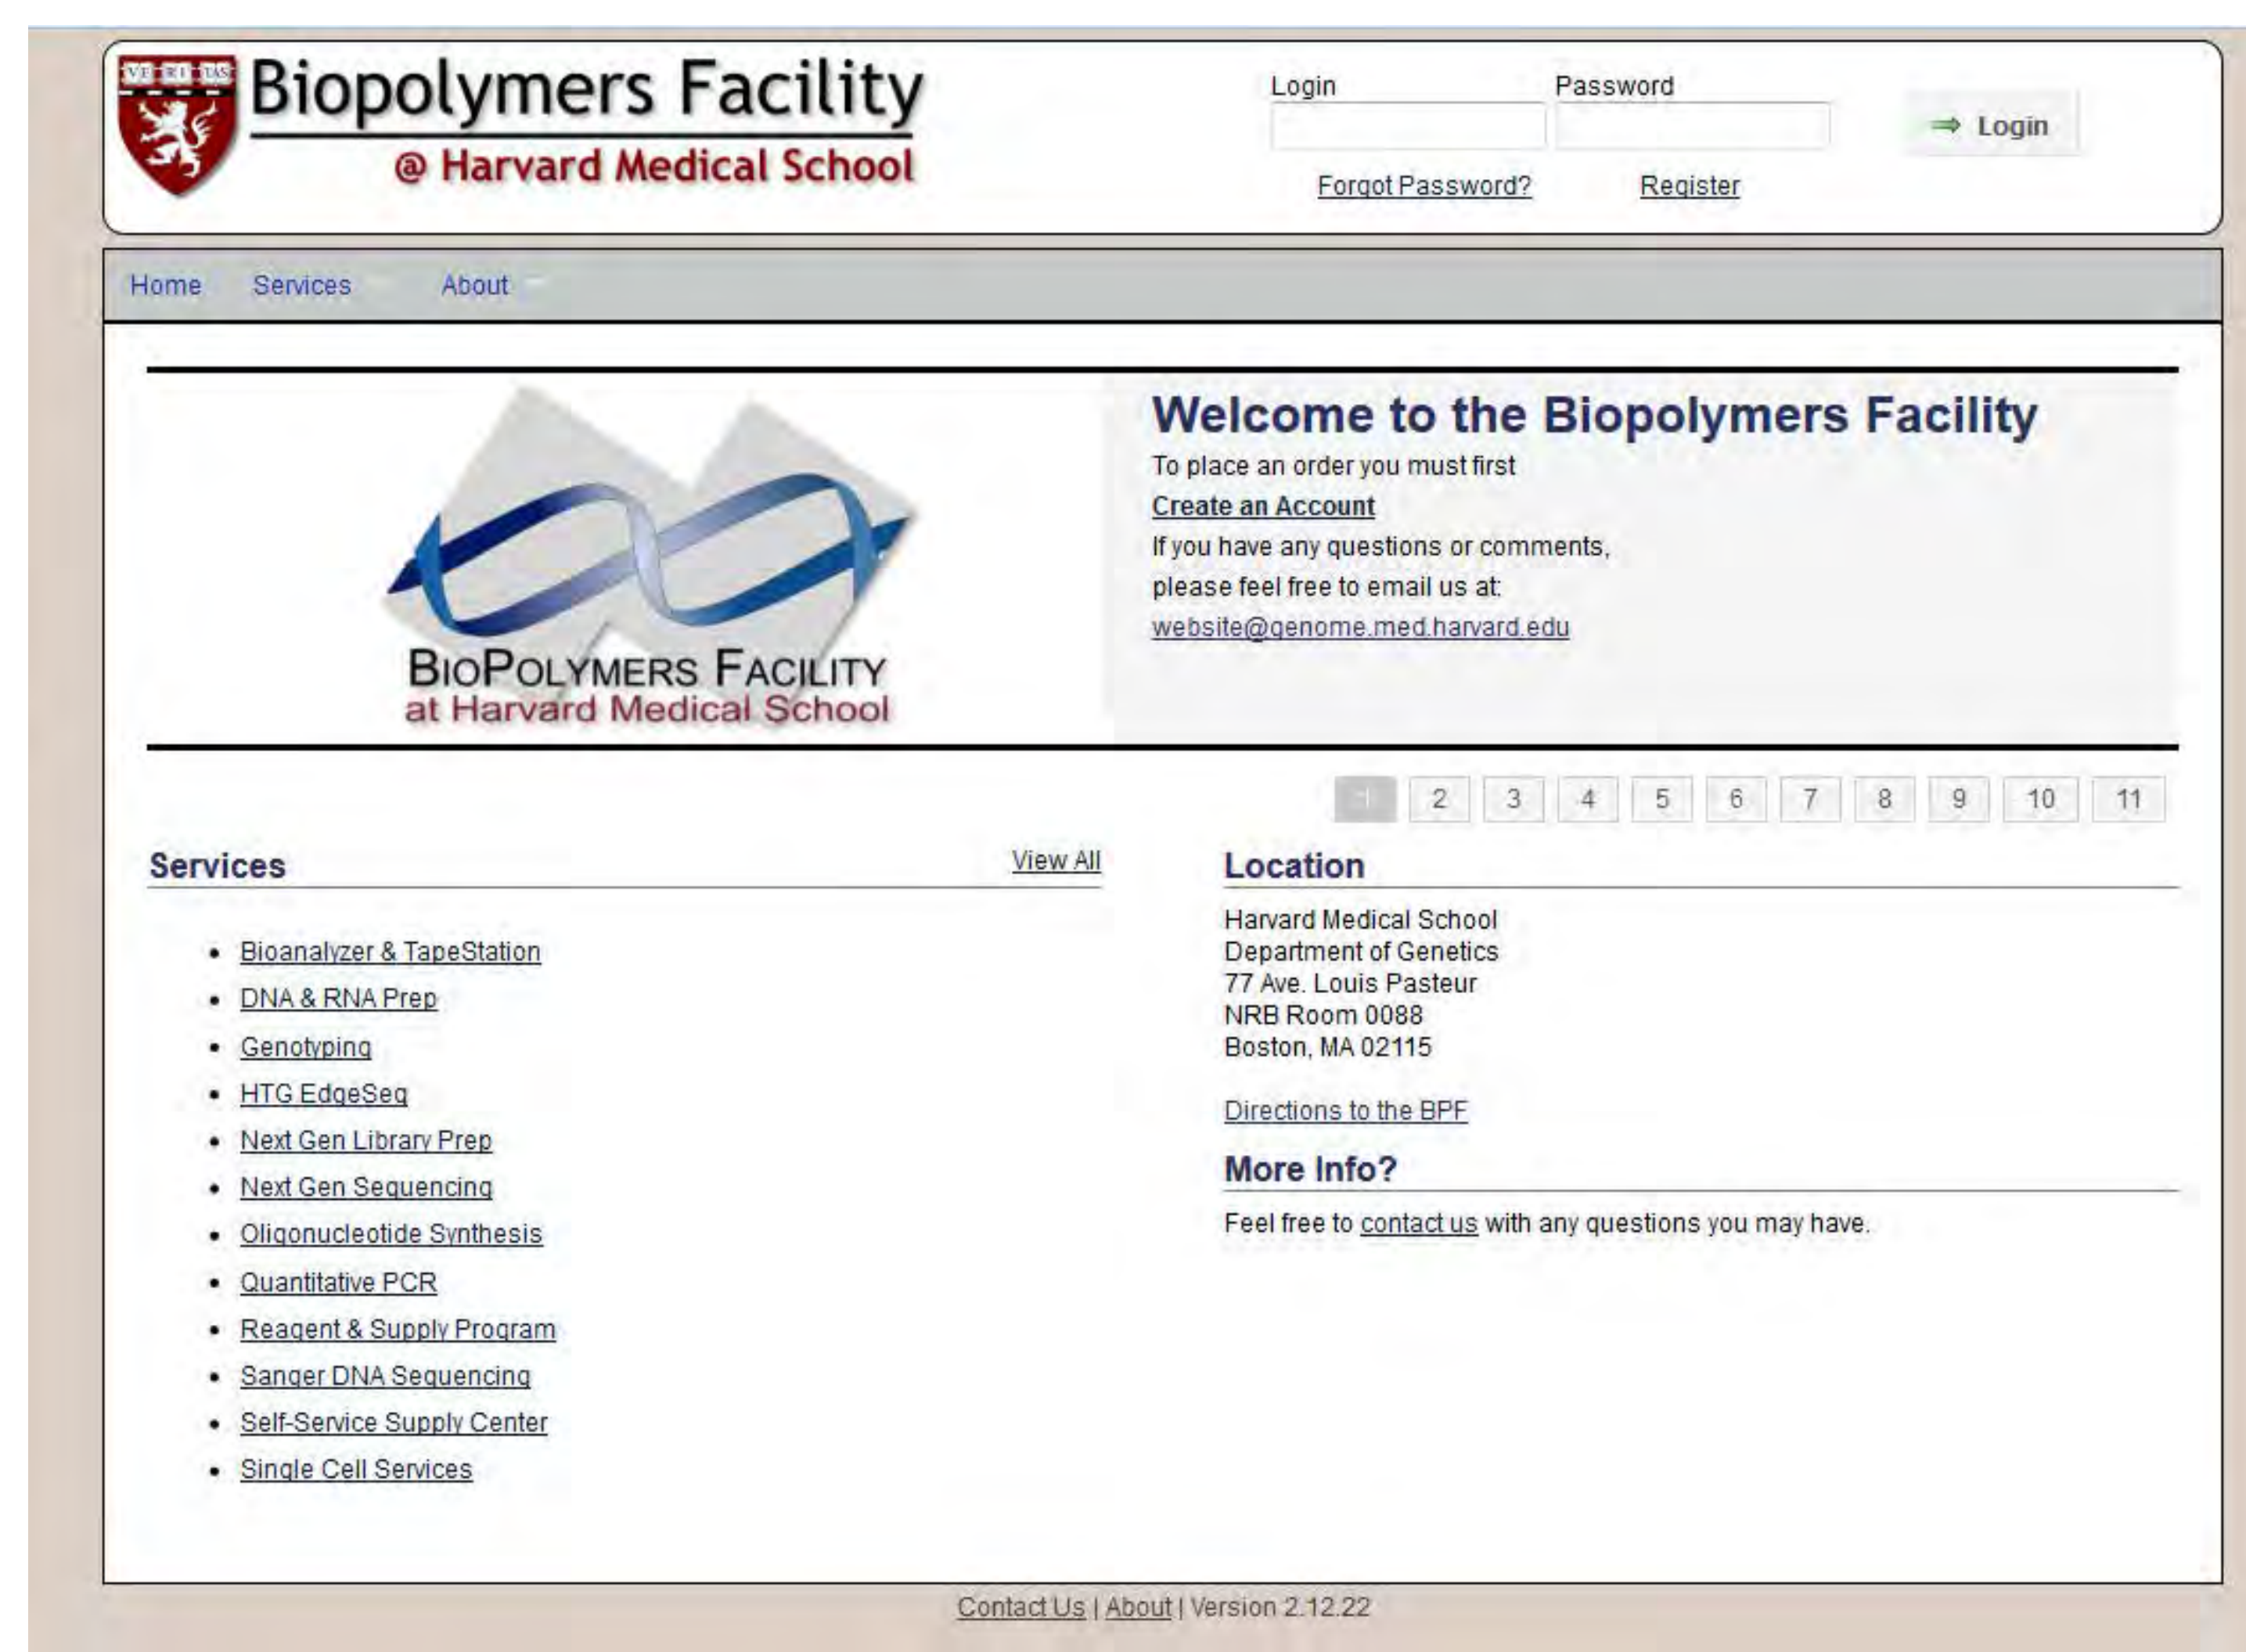 VERITAS
Biopolymers Facility
@ Harvard Medical School
Login
Password
Login
Forgot Password?
Register
Home
Services
About
BIOPOLYMERS FACILITY
at Harvard Medical School
Welcome to the Biopolymers Facility
To place an order you must first
Create an Account
If you have any questions or comments,
please feel free to email us at:
website@genome.med.harvard.edu
1 2 3 4 5 6 7 8 9 10 11
Services
View All
• Bioanalyzer & TapeStation
• DNA & RNA Prep
• Genotyping
• HTG EdgeSeq
• Next Gen Library Prep
• Next Gen Sequencing
• Oligonucleotide Synthesis
• Quantitative PCR
• Reagent & Supply Program
• Sanger DNA Sequencing
• Self-Service Supply Center
• Single Cell Services
Location
Harvard Medical School
Department of Genetics
77 Ave. Louis Pasteur
NRB Room 0088
Boston, MA 02115
Directions to the BPF
More Info?
Feel free to contact us with any questions you may have.
Contact Us | About | Version 2.12.22